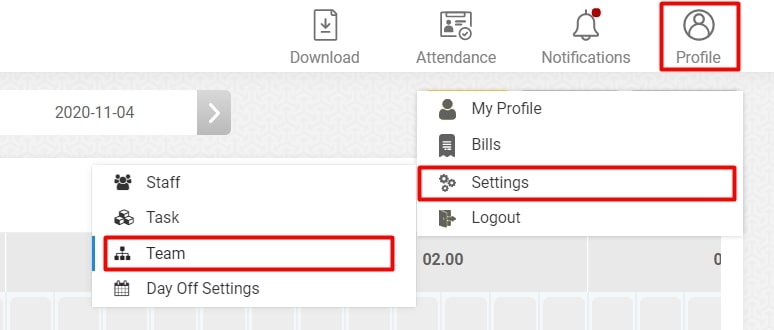 Download Attendance Notifications Profile
2020-11-04
My Profile
Bills
Settings
Logout
Staff
Task
Team
Day Off Settings
02.00
0